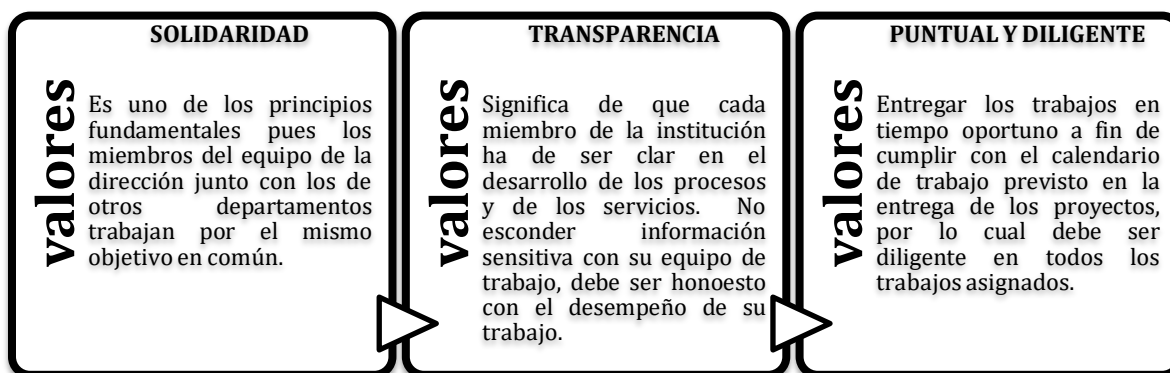 SOLIDARIDAD
valores
Es uno de los principios
fundamentales pues los
miembros del equipo de la
dirección junto con los de
otros departamentos
trabajan por el mismo
objetivo en común.
TRANSPARENCIA
valores
Significa de que cada
miembro de la institución
ha de ser clar en el
desarrollo de los procesos
y de los servicios. No
esconder información
sensitiva con su equipo de
trabajo, debe ser honoesto
con el desempeño de su
trabajo.
PUNTUAL Y DILIGENTE
valores
Entregar los trabajos en
tiempo oportuno a fin de
cumplir con el calendario
de trabajo previsto en la
entrega de los proyectos,
por lo cual debe ser
diligente en todos los
trabajos asignados.